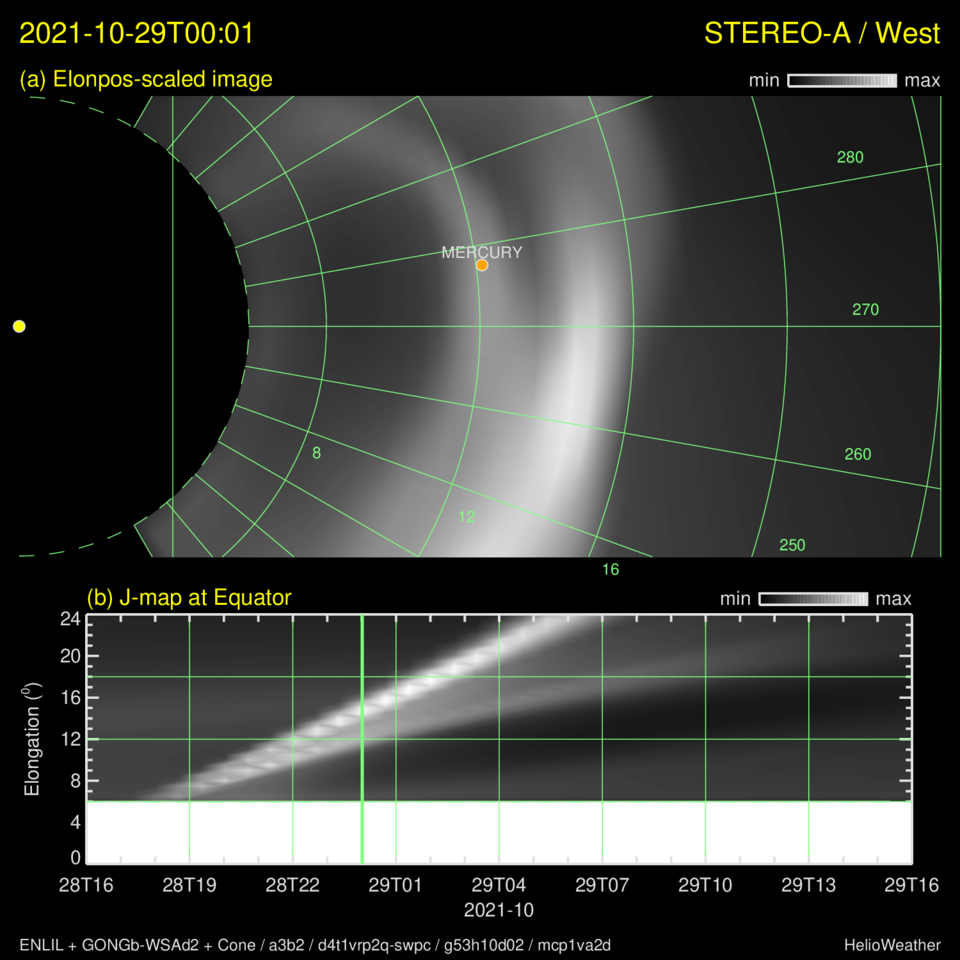 2021-10-29T00:01 STEREO-A / West
(a) Elonpos-scaled image min max
280
MERCURY
270
8
260
12
250
16
(b) J-map at Equator min max
24
20
16
12
8
4
0
Elongation (⁰)
28T16 28T19 28T22 29T01 29T04 29T07 29T10 29T13 29T16
2021-10
ENLIL + GONGb-WSAd2 + Cone / a3b2 / d4t1vrp2q-swpc / g53h10d02 / mcp1va2d HelioWeather